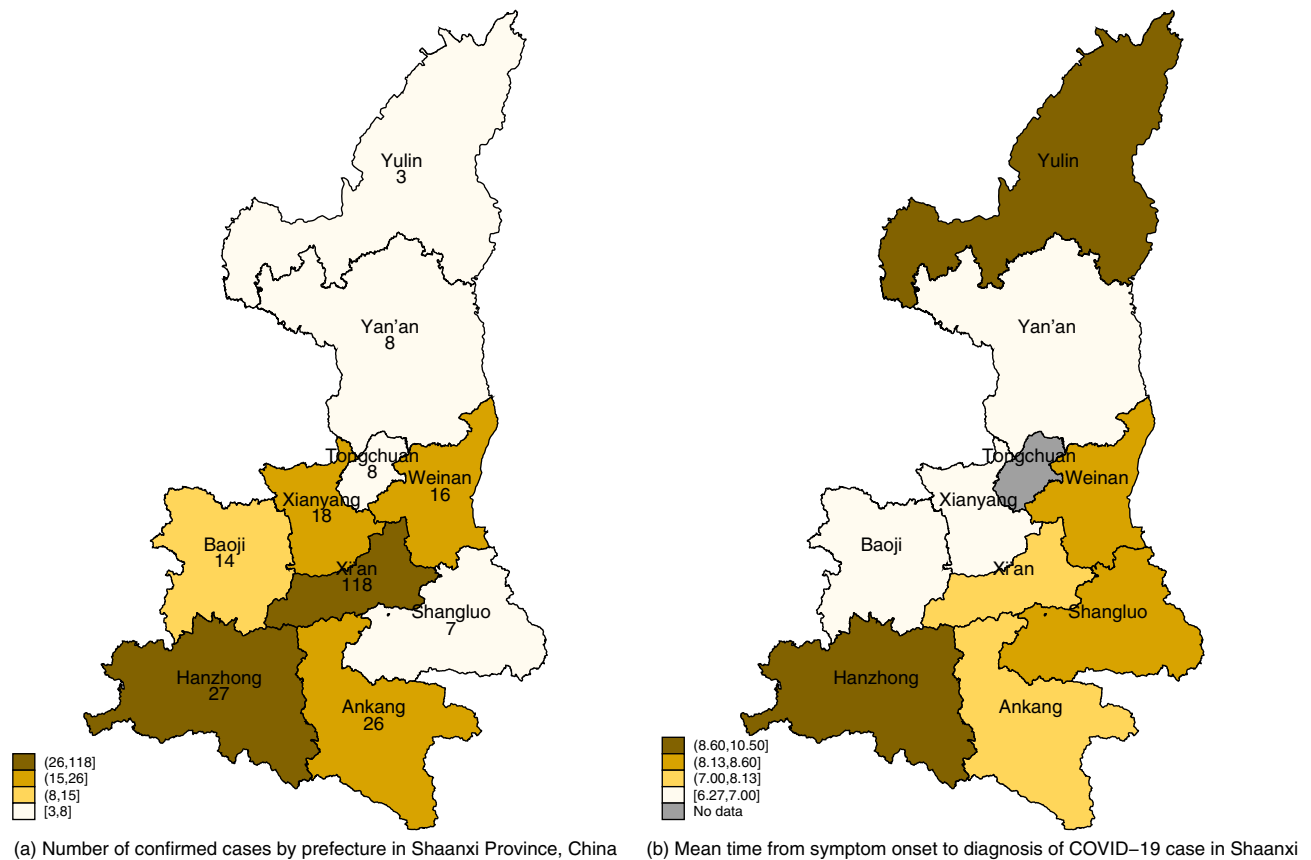 Yulin
3
Yan'an
8
Tongchuan
8
Weinan
16
Xianyang
18
Baoji
14
Xi'an
118
Shangluo
7
Hanzhong
27
Ankang
26
(26,118]
(15,26]
(8,15]
[3,8]
(a) Number of confirmed cases by prefecture in Shaanxi Province, China
Yulin
Yan'an
Tongchuan
Weinan
Xianyang
Baoji
Xi'an
Shangluo
Hanzhong
Ankang
(8.60,10.50]
(8.13,8.60]
(7.00,8.13]
[6.27,7.00]
No data
(b) Mean time from symptom onset to diagnosis of COVID−19 case in Shaanxi